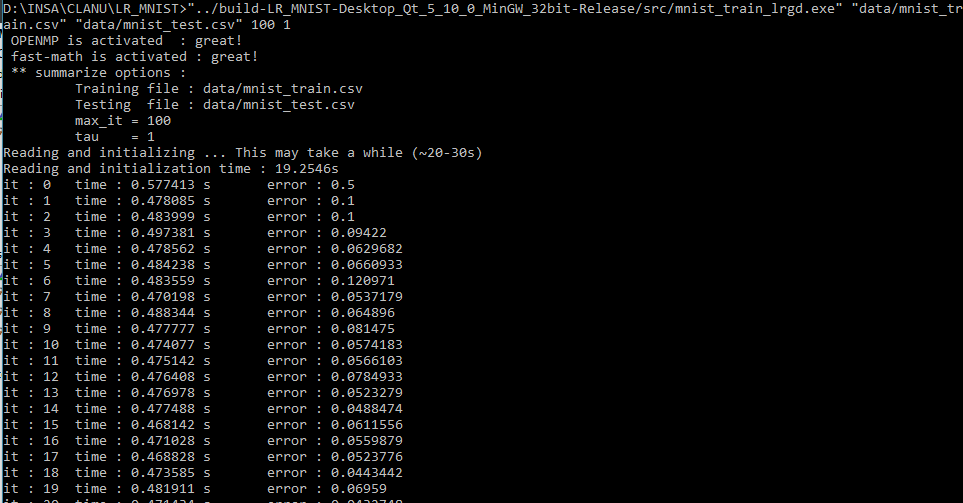 D:\INSA\CLANU\LR_MNIST>"../build-LR_MNIST-Desktop_Qt_5_10_0_MinGW_32bit-Release/src/mnist_train_lrgd.exe" "data/mnist_tr
ain.csv" "data/mnist_test.csv" 100 1
OPENMP is activated : great!
fast-math is activated : great!
** summarize options :
Training file : data/mnist_train.csv
Testing file : data/mnist_test.csv
max_it = 100
tau = 1
Reading and initializing ... This may take a while (~20-30s)
Reading and initialization time : 19.2546s
it : 0 time : 0.577413 s error : 0.5
it : 1 time : 0.478085 s error : 0.1
it : 2 time : 0.483999 s error : 0.1
it : 3 time : 0.497381 s error : 0.09422
it : 4 time : 0.478562 s error : 0.0629682
it : 5 time : 0.484238 s error : 0.0660933
it : 6 time : 0.483559 s error : 0.120971
it : 7 time : 0.470198 s error : 0.0537179
it : 8 time : 0.488344 s error : 0.064896
it : 9 time : 0.477777 s error : 0.081475
it : 10 time : 0.474077 s error : 0.0574183
it : 11 time : 0.475142 s error : 0.0566103
it : 12 time : 0.476408 s error : 0.0784933
it : 13 time : 0.476978 s error : 0.0523279
it : 14 time : 0.477488 s error : 0.0488474
it : 15 time : 0.468142 s error : 0.0611556
it : 16 time : 0.471028 s error : 0.0559879
it : 17 time : 0.468828 s error : 0.0523776
it : 18 time : 0.473585 s error : 0.0443442
it : 19 time : 0.481911 s error : 0.06959